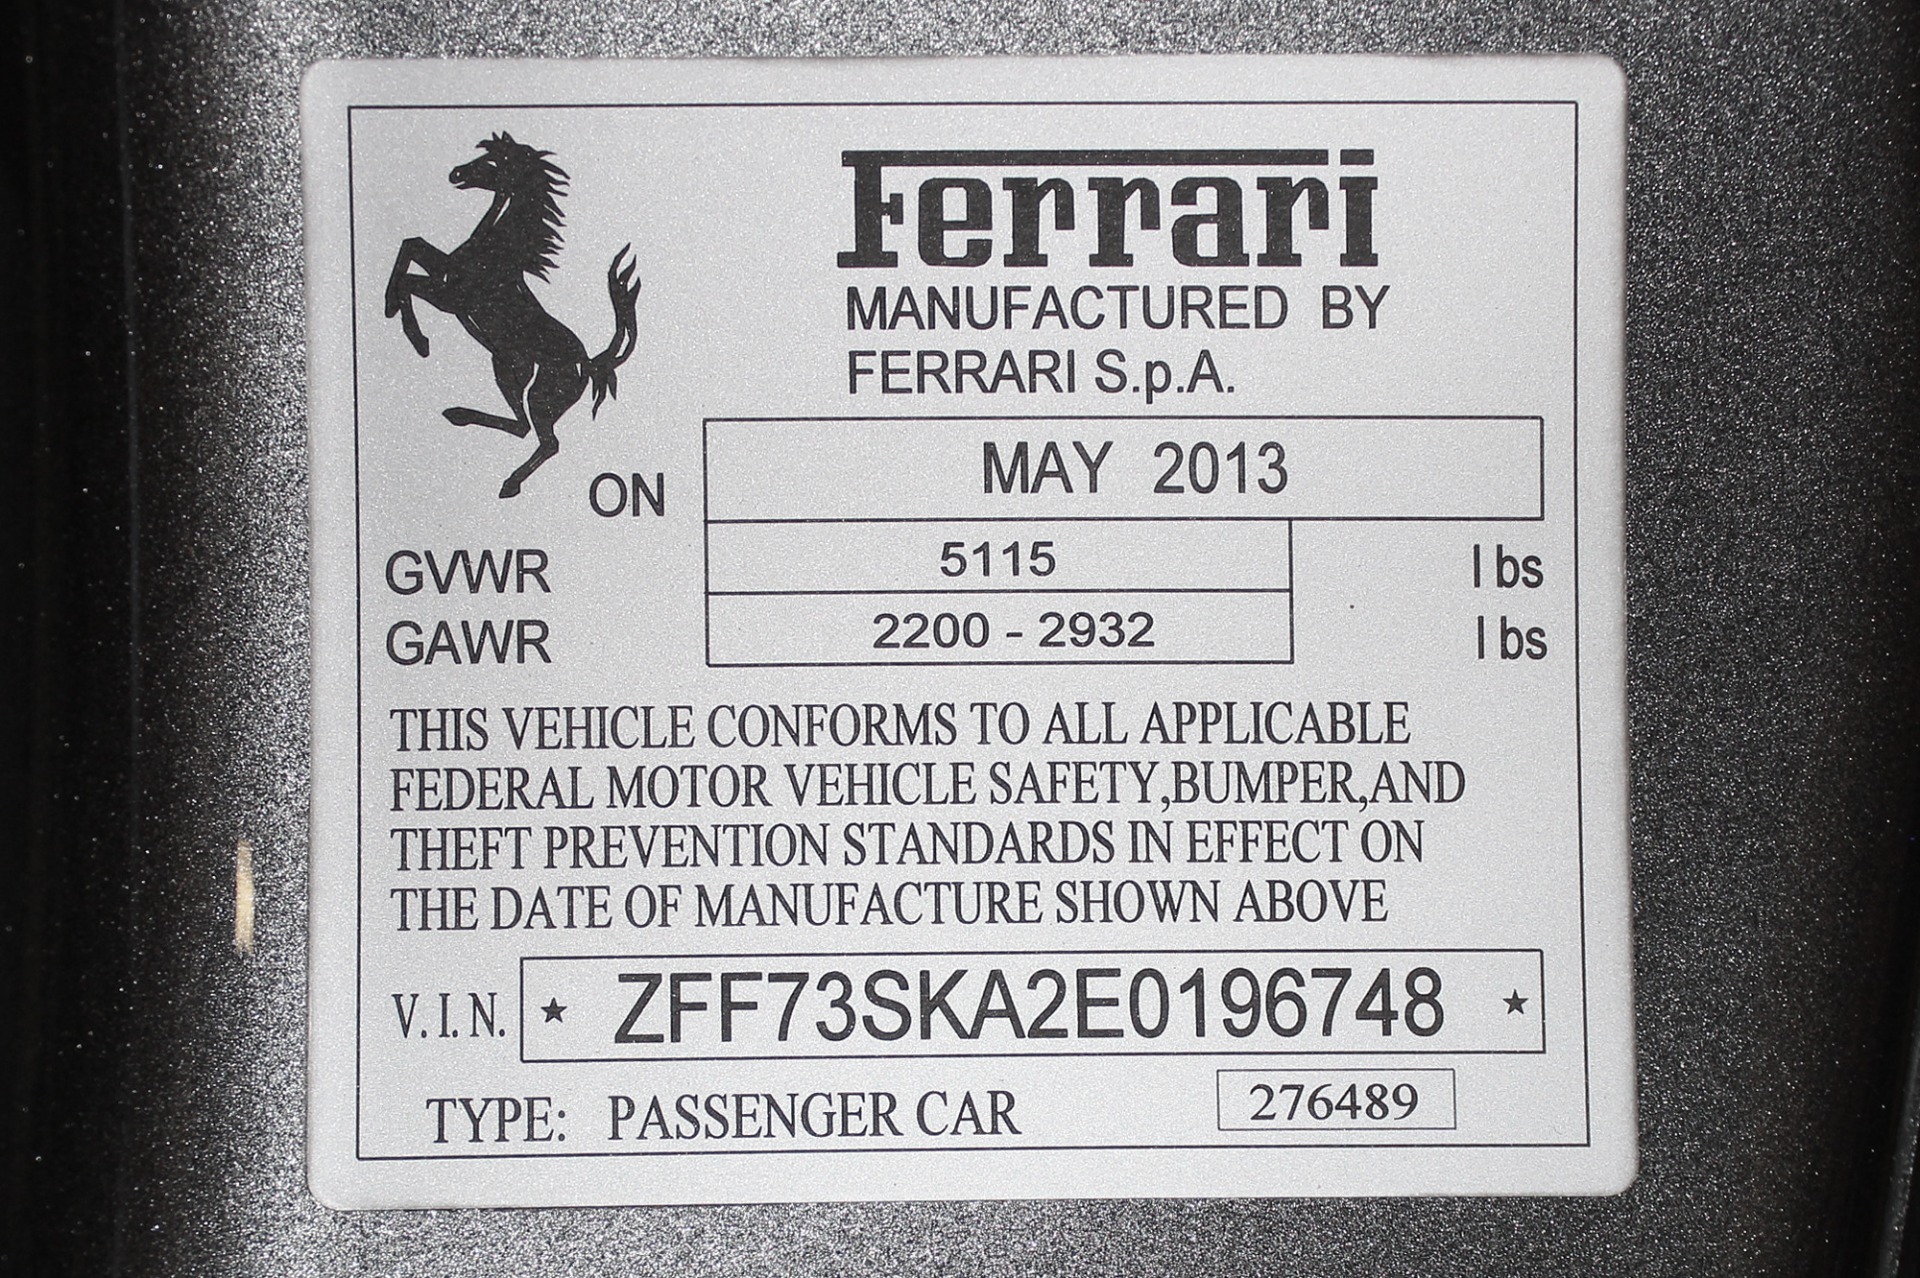 Ferrari
MANUFACTURED BY
FERRARI S.p.A.
ON MAY 2013
GVWR 5115 lbs
GAWR 2200 - 2932 lbs
THIS VEHICLE CONFORMS TO ALL APPLICABLE
FEDERAL MOTOR VEHICLE SAFETY,BUMPER,AND
THEFT PREVENTION STANDARDS IN EFFECT ON
THE DATE OF MANUFACTURE SHOWN ABOVE
V.I.N. ★ ZFF73SKA2E0196748 ★
TYPE: PASSENGER CAR 276489